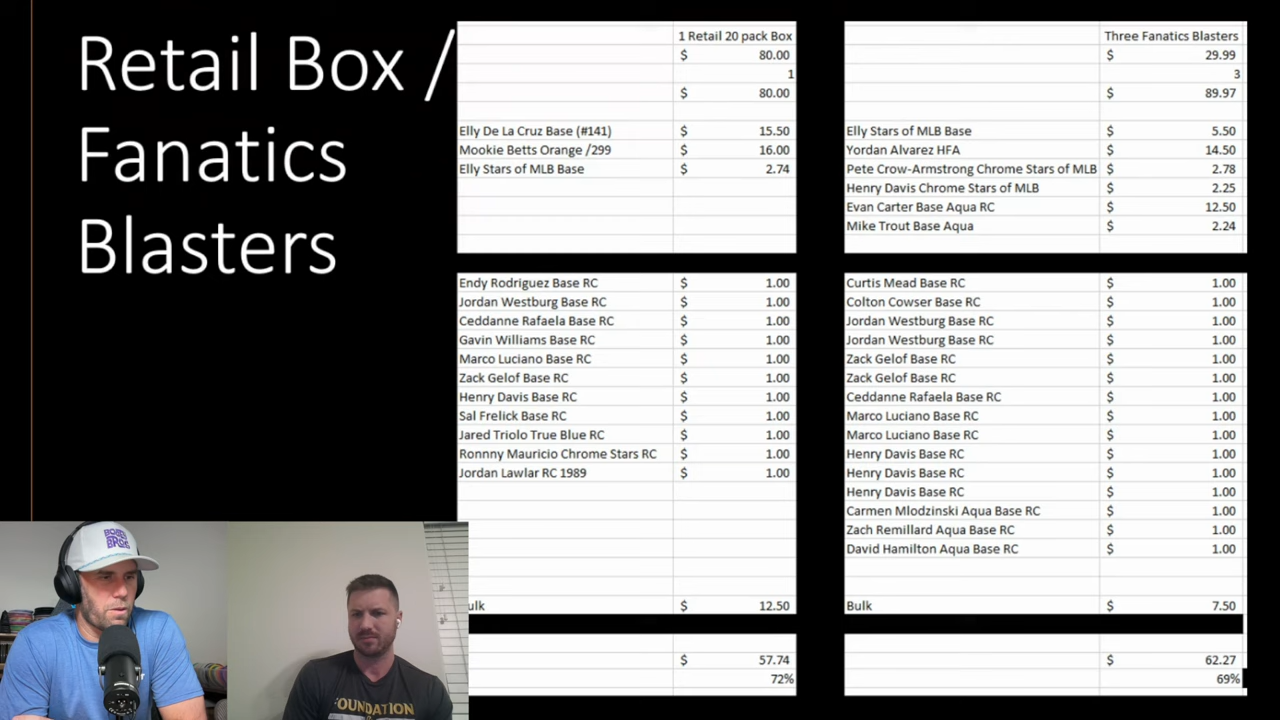 Retail Box /
Fanatics
Blasters
1 Retail 20 pack Box
$ 80.00
1
$ 80.00
Elly De La Cruz Base (#141) $ 15.50
Mookie Betts Orange /299 $ 16.00
Elly Stars of MLB Base $ 2.74
Endy Rodriguez Base RC $ 1.00
Jordan Westburg Base RC $ 1.00
Ceddanne Rafaela Base RC $ 1.00
Gavin Williams Base RC $ 1.00
Marco Luciano Base RC $ 1.00
Zack Gelof Base RC $ 1.00
Henry Davis Base RC $ 1.00
Sal Frelick Base RC $ 1.00
Jared Triolo True Blue RC $ 1.00
Ronnny Mauricio Chrome Stars RC $ 1.00
Jordan Lawlar RC 1989 $ 1.00
ulk $ 12.50
$ 57.74
72%
Three Fanatics Blasters
$ 29.99
3
$ 89.97
Elly Stars of MLB Base $ 5.50
Yordan Alvarez HFA $ 14.50
Pete Crow-Armstrong Chrome Stars of MLB $ 2.78
Henry Davis Chrome Stars of MLB $ 2.25
Evan Carter Base Aqua RC $ 12.50
Mike Trout Base Aqua $ 2.24
Curtis Mead Base RC $ 1.00
Colton Cowser Base RC $ 1.00
Jordan Westburg Base RC $ 1.00
Jordan Westburg Base RC $ 1.00
Zack Gelof Base RC $ 1.00
Zack Gelof Base RC $ 1.00
Ceddanne Rafaela Base RC $ 1.00
Marco Luciano Base RC $ 1.00
Marco Luciano Base RC $ 1.00
Henry Davis Base RC $ 1.00
Henry Davis Base RC $ 1.00
Henry Davis Base RC $ 1.00
Carmen Mlodzinski Aqua Base RC $ 1.00
Zach Remillard Aqua Base RC $ 1.00
David Hamilton Aqua Base RC $ 1.00
Bulk $ 7.50
$ 62.27
69%
FOUNDATION